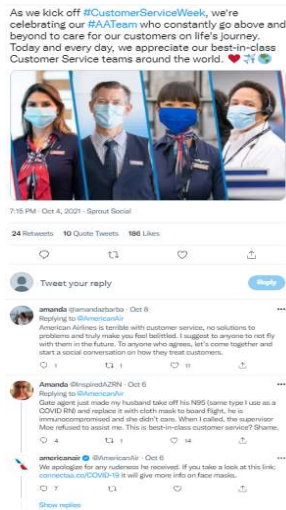 As we kick off #CustomerServiceWeek, we're
celebrating our #AATeam who constantly go above and
beyond to care for our customers on life's journey.
Today and every day, we appreciate our best-in-class
Customer Service teams around the world. ❤️✈️🌎
7:15 PM · Oct 4, 2021 · Sprout Social
24 Retweets 10 Quote Tweets 186 Likes
Tweet your reply
Reply
amanda @amandazbarba · Oct 8
Replying to @AmericanAir
American Airlines is terrible with customer service, no solutions to
problems and truly make you feel belittled. I suggest to anyone to not fly
with them in the future. To anyone who agrees, let's come together and
start a social conversation on how they treat customers.
1 1 11
Amanda @InspiredAZRN · Oct 6
Replying to @AmericanAir
Gate agent just made my husband take off his N95 (same type I use as a
COVID RN) and replace it with cloth mask to board flight, he is
immunocompromised and she didn't care. When I called, the supervisor
Moe refused to assist me. This is best-in-class customer service? Shame.
4 1 14
americanair @AmericanAir · Oct 6
We apologize for any rudeness he received. If you take a look at this link;
connectaa.co/COVID-19 it will give more info on face masks.
7 2
Show replies